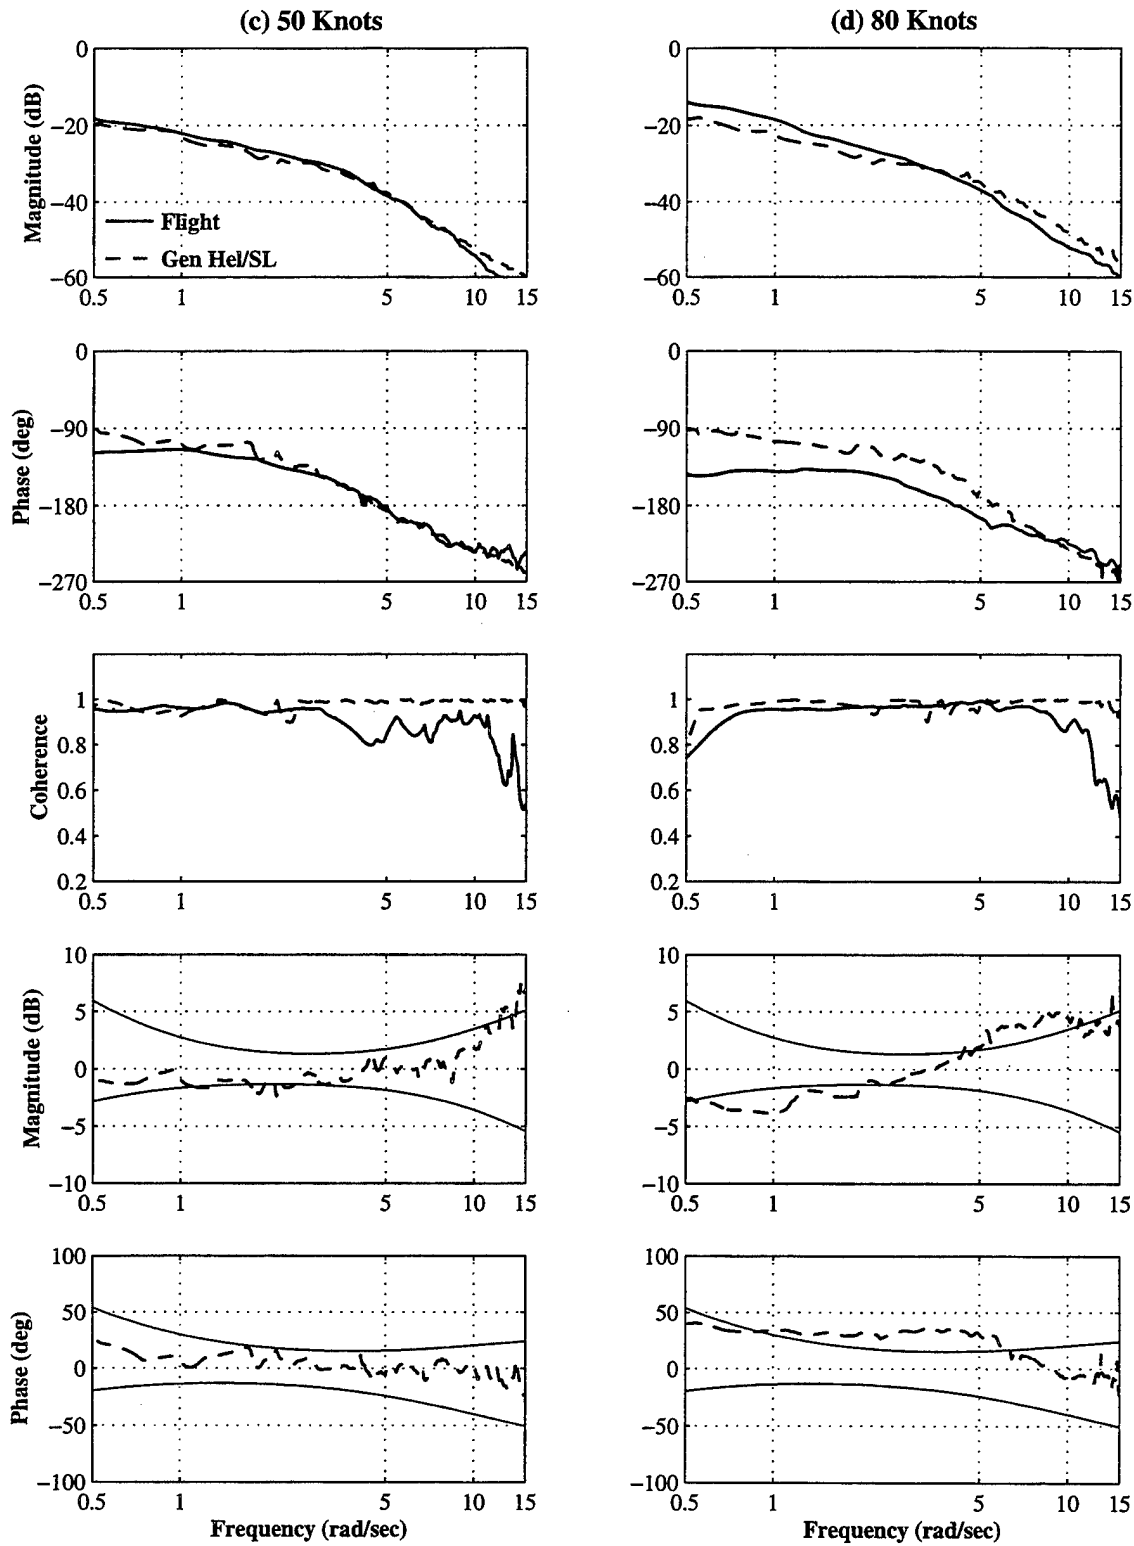 (c) 50 Knots
(d) 80 Knots
Magnitude (dB)
0
−20
−40
−60
Flight
Gen Hel/SL
0.5 1 5 10 15
0
−20
−40
−60
0.5 1 5 10 15
Phase (deg)
0
−90
−180
−270
0.5 1 5 10 15
0
−90
−180
−270
0.5 1 5 10 15
Coherence
1
0.8
0.6
0.4
0.2
0.5 1 5 10 15
1
0.8
0.6
0.4
0.2
0.5 1 5 10 15
Magnitude (dB)
10
5
0
−5
−10
0.5 1 5 10 15
10
5
0
−5
−10
0.5 1 5 10 15
Phase (deg)
100
50
0
−50
−100
0.5 1 5 10 15
Frequency (rad/sec)
100
50
0
−50
−100
0.5 1 5 10 15
Frequency (rad/sec)